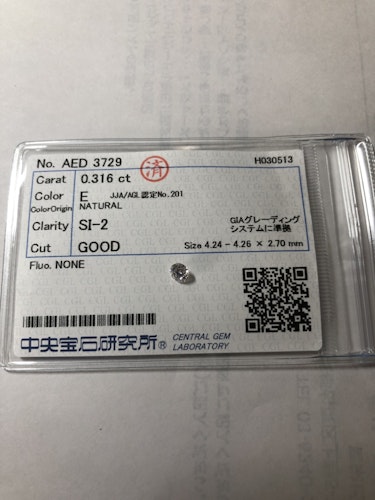 No. AED 3729
済
H030513
Carat 0.316 ct
Color E JJA/AGL認定No.201
ColorOrigin NATURAL
Clarity SI-2
GIAグレーディング
システムに準拠
Cut GOOD
Size 4.24 - 4.26 × 2.70 mm
Fluo. NONE
中央宝石研究所®
CENTRAL GEM
LABORATORY